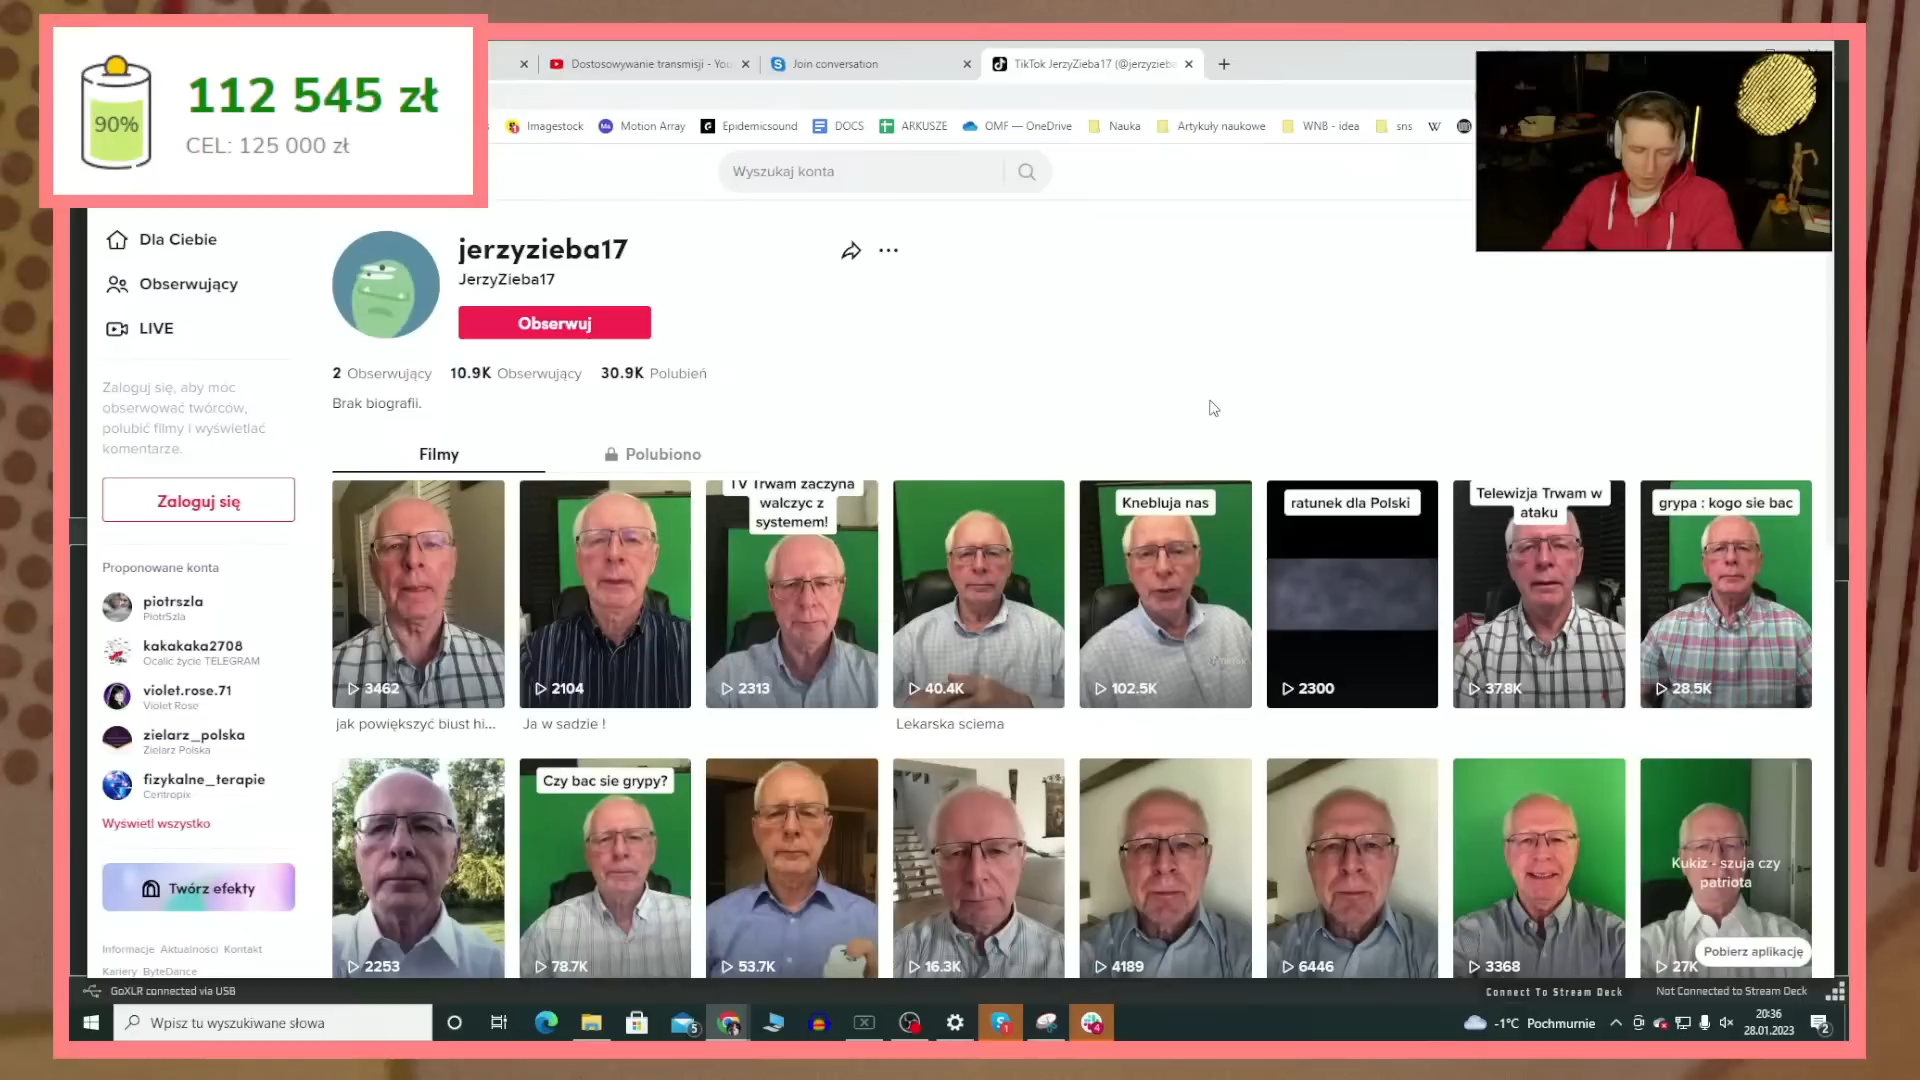 90%
112 545 zł
CEL: 125 000 zł
Dostosowywanie transmisji - You
Join conversation
TikTok JerzyZieba17 (@jerzyzieba
Imagestock
Motion Array
Epidemicsound
DOCS
ARKUSZE
OMF — OneDrive
Nauka
Artykuły naukowe
WNB - idea
sns
Wyszukaj konta
Dla Ciebie
Obserwujący
LIVE
Zaloguj się, aby móc
obserwować twórców,
polubić filmy i wyświetlać
komentarze.
Zaloguj się
Proponowane konta
piotrszla
PiotrSzla
kakakaka2708
Ocalić życie TELEGRAM
violet.rose.71
Violet Rose
zielarz_polska
Zielarz Polska
fizykalne_terapie
Centropix
Wyświetl wszystko
Twórz efekty
Informacje Aktualności Kontakt
Kariery ByteDance
jerzyzieba17
JerzyZieba17
Obserwuj
2 Obserwujący 10.9K Obserwujący 30.9K Polubień
Brak biografii.
Filmy
Polubiono
3462
jak powiększyć biust hi...
2104
Ja w sadzie !
TV Trwam zaczyna
walczyc z
systemem!
2313
40.4K
Lekarska sciema
Knebluja nas
TikTok
102.5K
ratunek dla Polski
2300
Telewizja Trwam w
ataku
37.8K
grypa : kogo sie bac
28.5K
2253
Czy bac sie grypy?
78.7K
53.7K
16.3K
4189
6446
3368
Kukiz - szuja czy
patriota
27K
Pobierz aplikację
GoXLR connected via USB
Connect To Stream Deck
Not Connected to Stream Deck
Wpisz tu wyszukiwane słowa
5
1
4
-1°C Pochmurnie
20:36
28.01.2023
2